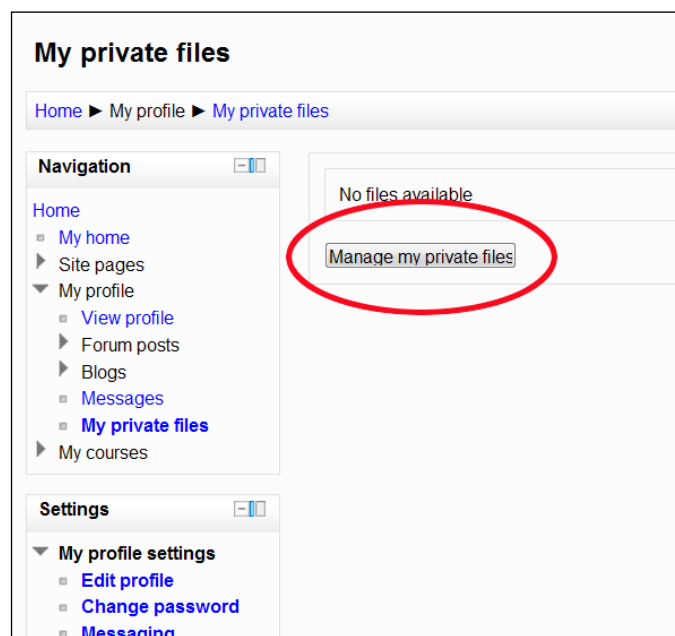 My private files
Home ► My profile ► My private files
Navigation
Home
My home
Site pages
My profile
View profile
Forum posts
Blogs
Messages
My private files
My courses
No files available
Manage my private files
Settings
My profile settings
Edit profile
Change password
Messaging